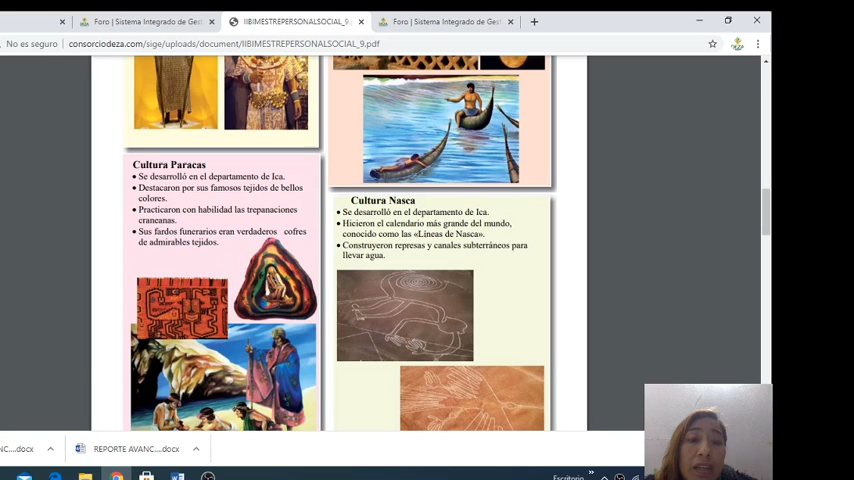 Foro | Sistema Integrado de Gest
IIBIMESTREPERSONALSOCIAL_9.p
Foro | Sistema Integrado de Gest
No es seguro | consorciodeza.com/sige/uploads/document/IIBIMESTREPERSONALSOCIAL_9.pdf
Cultura Paracas
• Se desarrolló en el departamento de Ica.
• Destacaron por sus famosos tejidos de bellos
colores.
• Practicaron con habilidad las trepanaciones
craneanas.
• Sus fardos funerarios eran verdaderos cofres
de admirables tejidos.
Cultura Nasca
• Se desarrolló en el departamento de Ica.
• Hicieron el calendario más grande del mundo,
conocido como las «Líneas de Nasca».
• Construyeron represas y canales subterráneos para
llevar agua.
NC....docx
REPORTE AVANC....docx
Escritorio